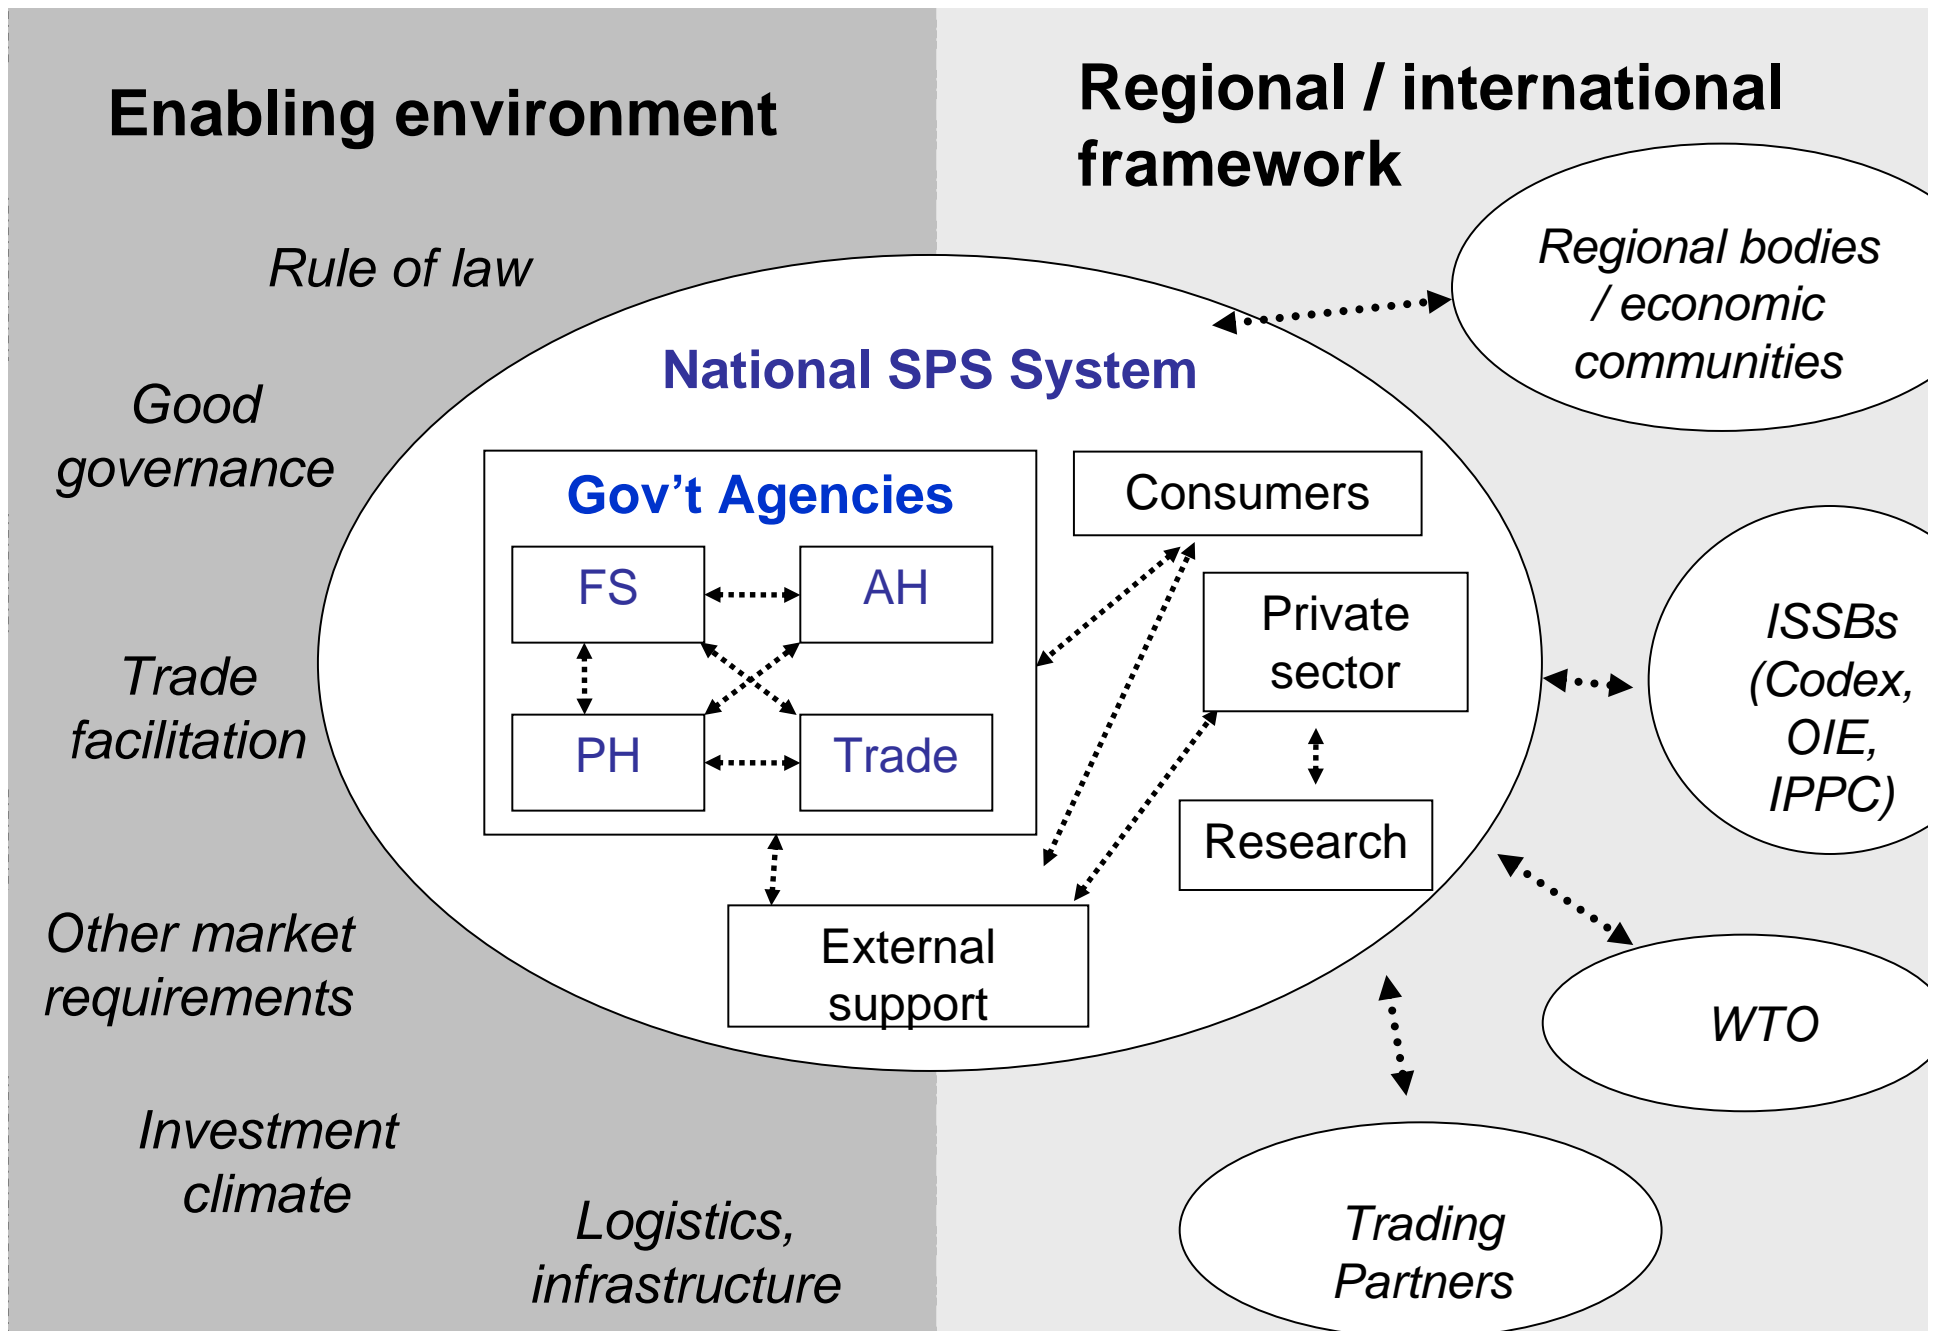 Enabling environment
Regional / international
framework
Rule of law
Good
governance
Trade
facilitation
Other market
requirements
Investment
climate
Logistics,
infrastructure
National SPS System
Gov’t Agencies
FS
AH
PH
Trade
Consumers
Private
sector
Research
External
support
Regional bodies
/ economic
communities
ISSBs
(Codex,
OIE,
IPPC)
WTO
Trading
Partners